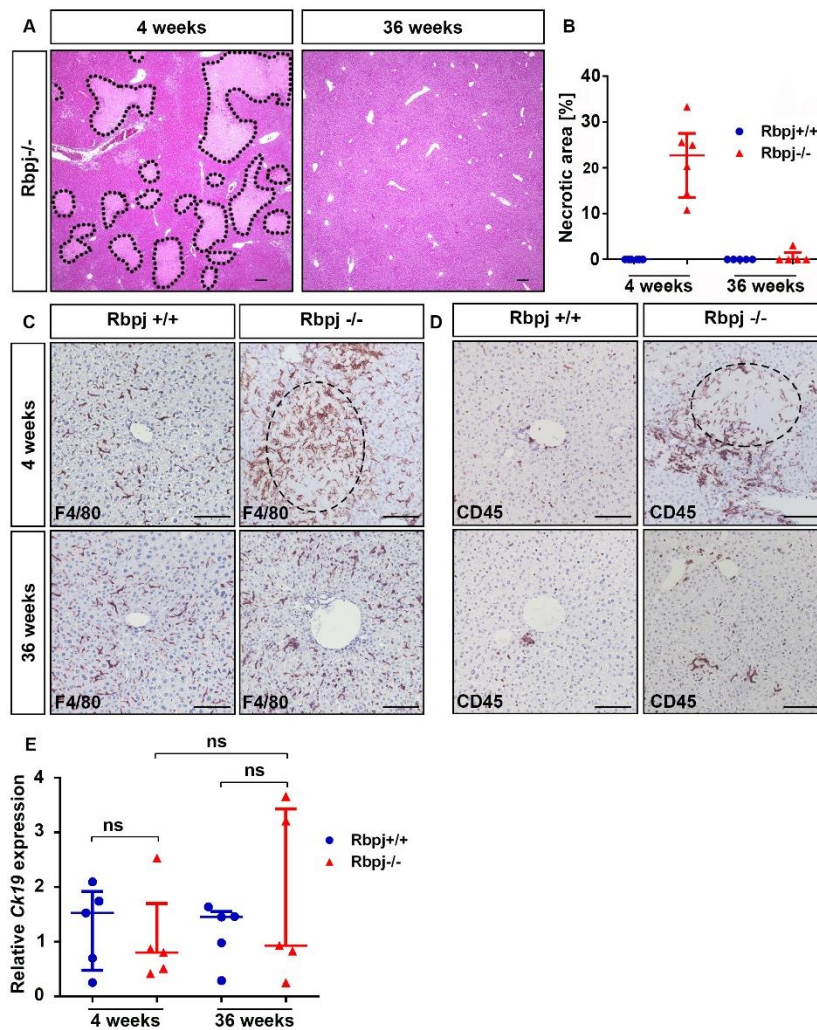 A
4 weeks
36 weeks
Rbpj-/-
B
Necrotic area [%]
40
30
20
10
0
4 weeks
36 weeks
Rbpj+/+
Rbpj-/-
C
Rbpj +/+
Rbpj -/-
4 weeks
F4/80
F4/80
36 weeks
F4/80
F4/80
D
Rbpj +/+
Rbpj -/-
CD45
CD45
CD45
CD45
E
Relative Ck19 expression
4
3
2
1
0
ns
ns
ns
4 weeks
36 weeks
Rbpj+/+
Rbpj-/-